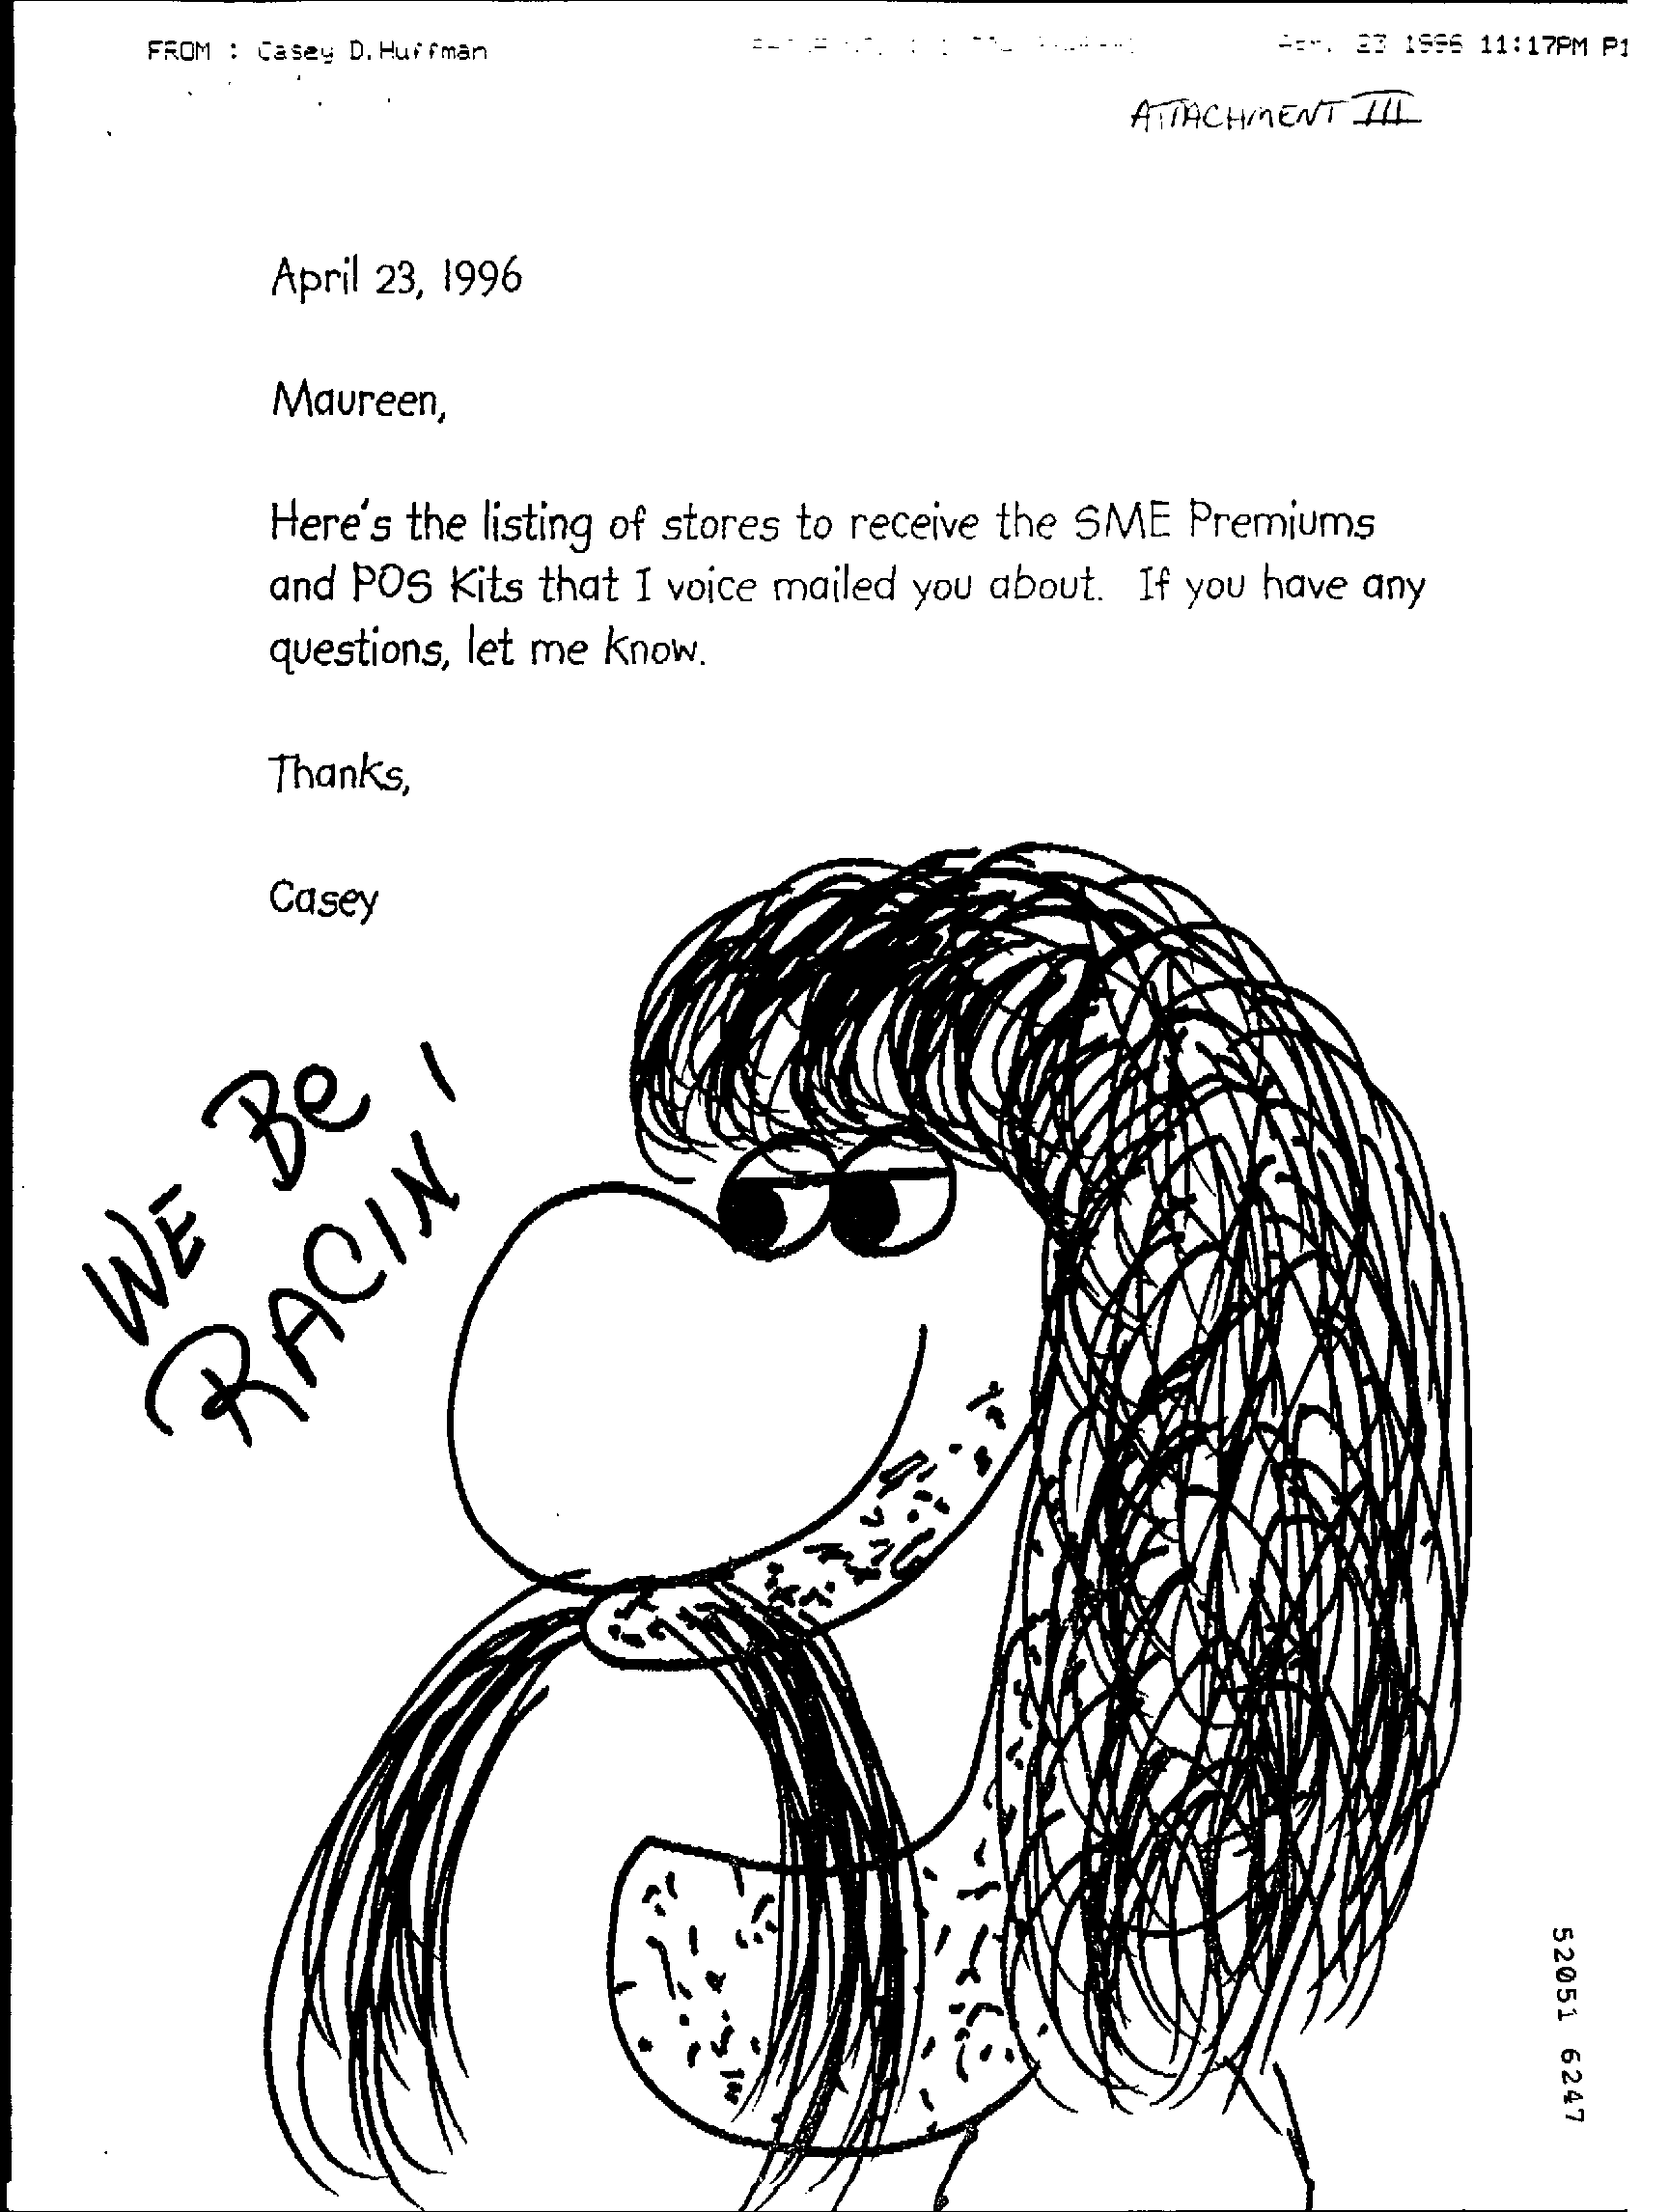 FROM : Casey D. Huffman
23 1996 11:17PM P1
ATTACHMENT III
April 23, 1996
Maureen,
Here's the listing of stores to receive the SME Premiums
and POS Kits that I voice mailed you about. If you have any
questions, let me know.
Thanks,
Casey
WE Be
RACIN'
52051 6247